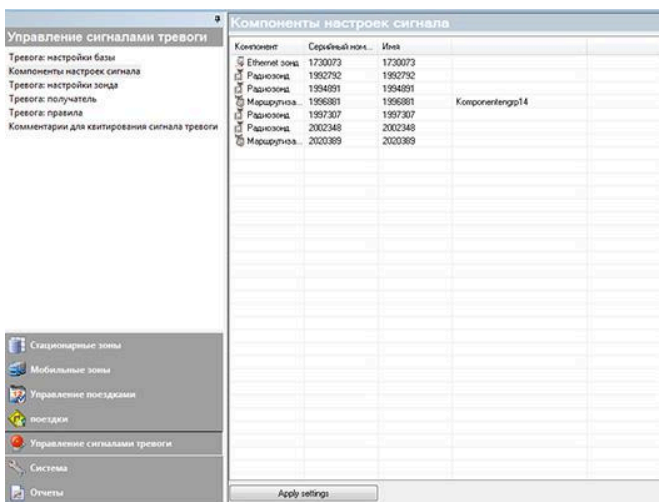 Управление сигналами тревоги
Тревога: настройки базы
Компоненты настроек сигнала
Тревога: настройки зонда
Тревога: получатель
Тревога: правила
Комментарии для квитирования сигнала тревоги
Стационарные зоны
Мобильные зоны
Управление поездками
поездки
Управление сигналами тревоги
Система
Отчеты
Компоненты настроек сигнала
Компонент Серийный ном... Имя
Ethernet зонд 1730073 1730073
Радиозонд 1992792 1992792
Радиозонд 1994891 1994891
Маршрутиза... 1996881 1996881 Komponentengrp14
Радиозонд 1997307 1997307
Радиозонд 2002348 2002348
Маршрутиза... 2020389 2020389
Apply settings